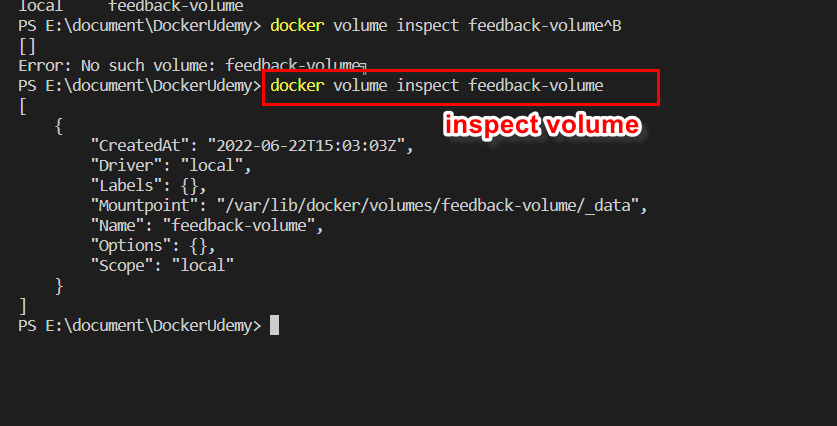 local     feedback-volume
PS E:\document\DockerUdemy> docker volume inspect feedback-volume^B
[]
Error: No such volume: feedback-volume
PS E:\document\DockerUdemy> docker volume inspect feedback-volume
[
    {
        "CreatedAt": "2022-06-22T15:03:03Z",
        "Driver": "local",
        "Labels": {},
        "Mountpoint": "/var/lib/docker/volumes/feedback-volume/_data",
        "Name": "feedback-volume",
        "Options": {},
        "Scope": "local"
    }
]
PS E:\document\DockerUdemy>
inspect volume